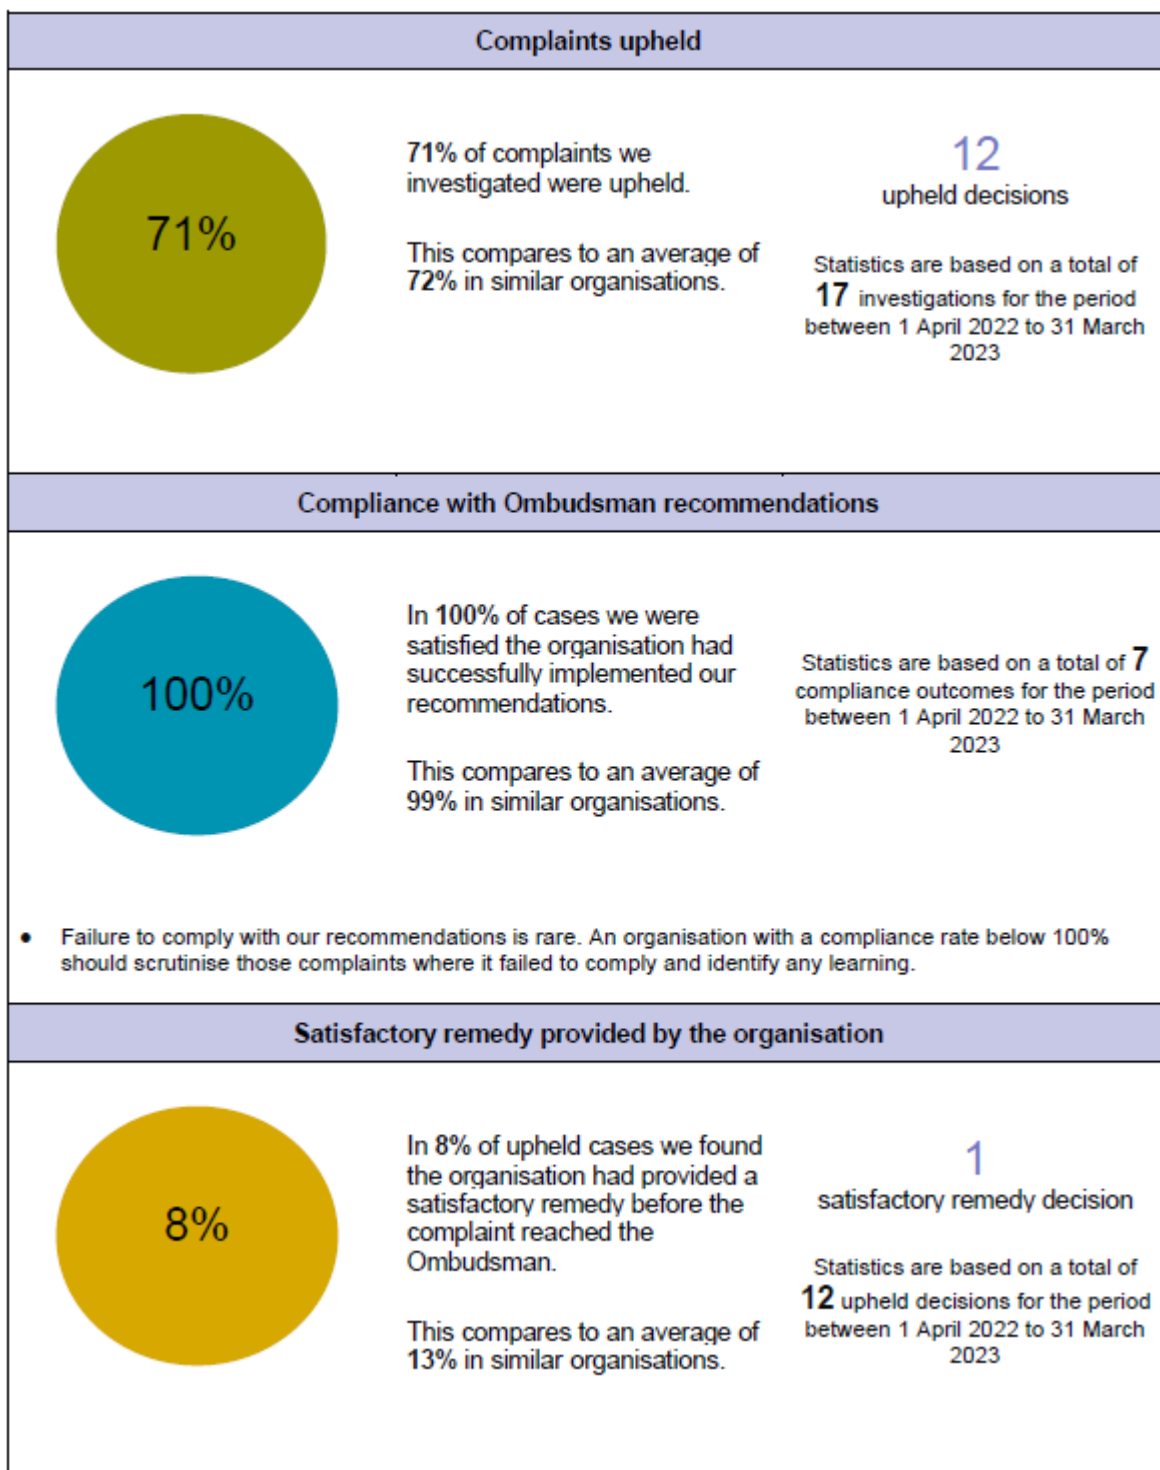 Complaints upheld
71%
71% of complaints we
investigated were upheld.
This compares to an average of
72% in similar organisations.
12
upheld decisions
Statistics are based on a total of
17 investigations for the period
between 1 April 2022 to 31 March
2023
Compliance with Ombudsman recommendations
100%
In 100% of cases we were
satisfied the organisation had
successfully implemented our
recommendations.
This compares to an average of
99% in similar organisations.
Statistics are based on a total of 7
compliance outcomes for the period
between 1 April 2022 to 31 March
2023
• Failure to comply with our recommendations is rare. An organisation with a compliance rate below 100%
should scrutinise those complaints where it failed to comply and identify any learning.
Satisfactory remedy provided by the organisation
8%
In 8% of upheld cases we found
the organisation had provided a
satisfactory remedy before the
complaint reached the
Ombudsman.
This compares to an average of
13% in similar organisations.
1
satisfactory remedy decision
Statistics are based on a total of
12 upheld decisions for the period
between 1 April 2022 to 31 March
2023